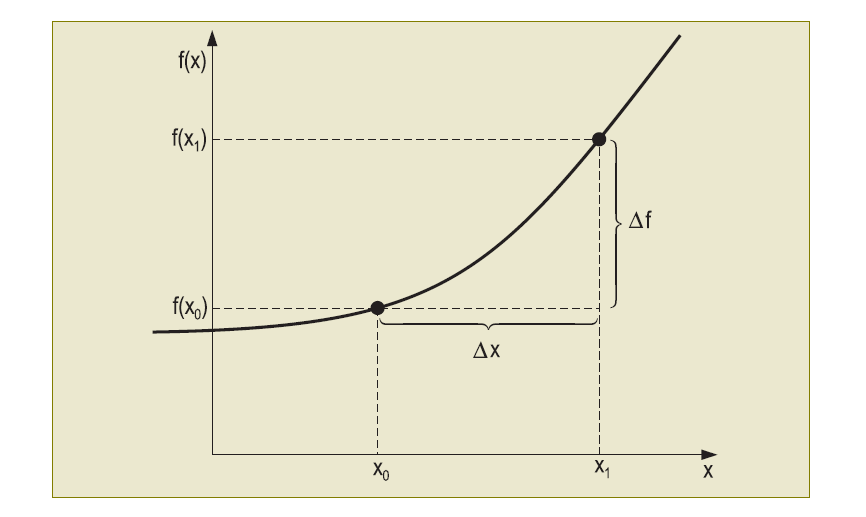 f(x)
f(x₁)
Δf
f(x₀)
Δx
x₀
x₁
x